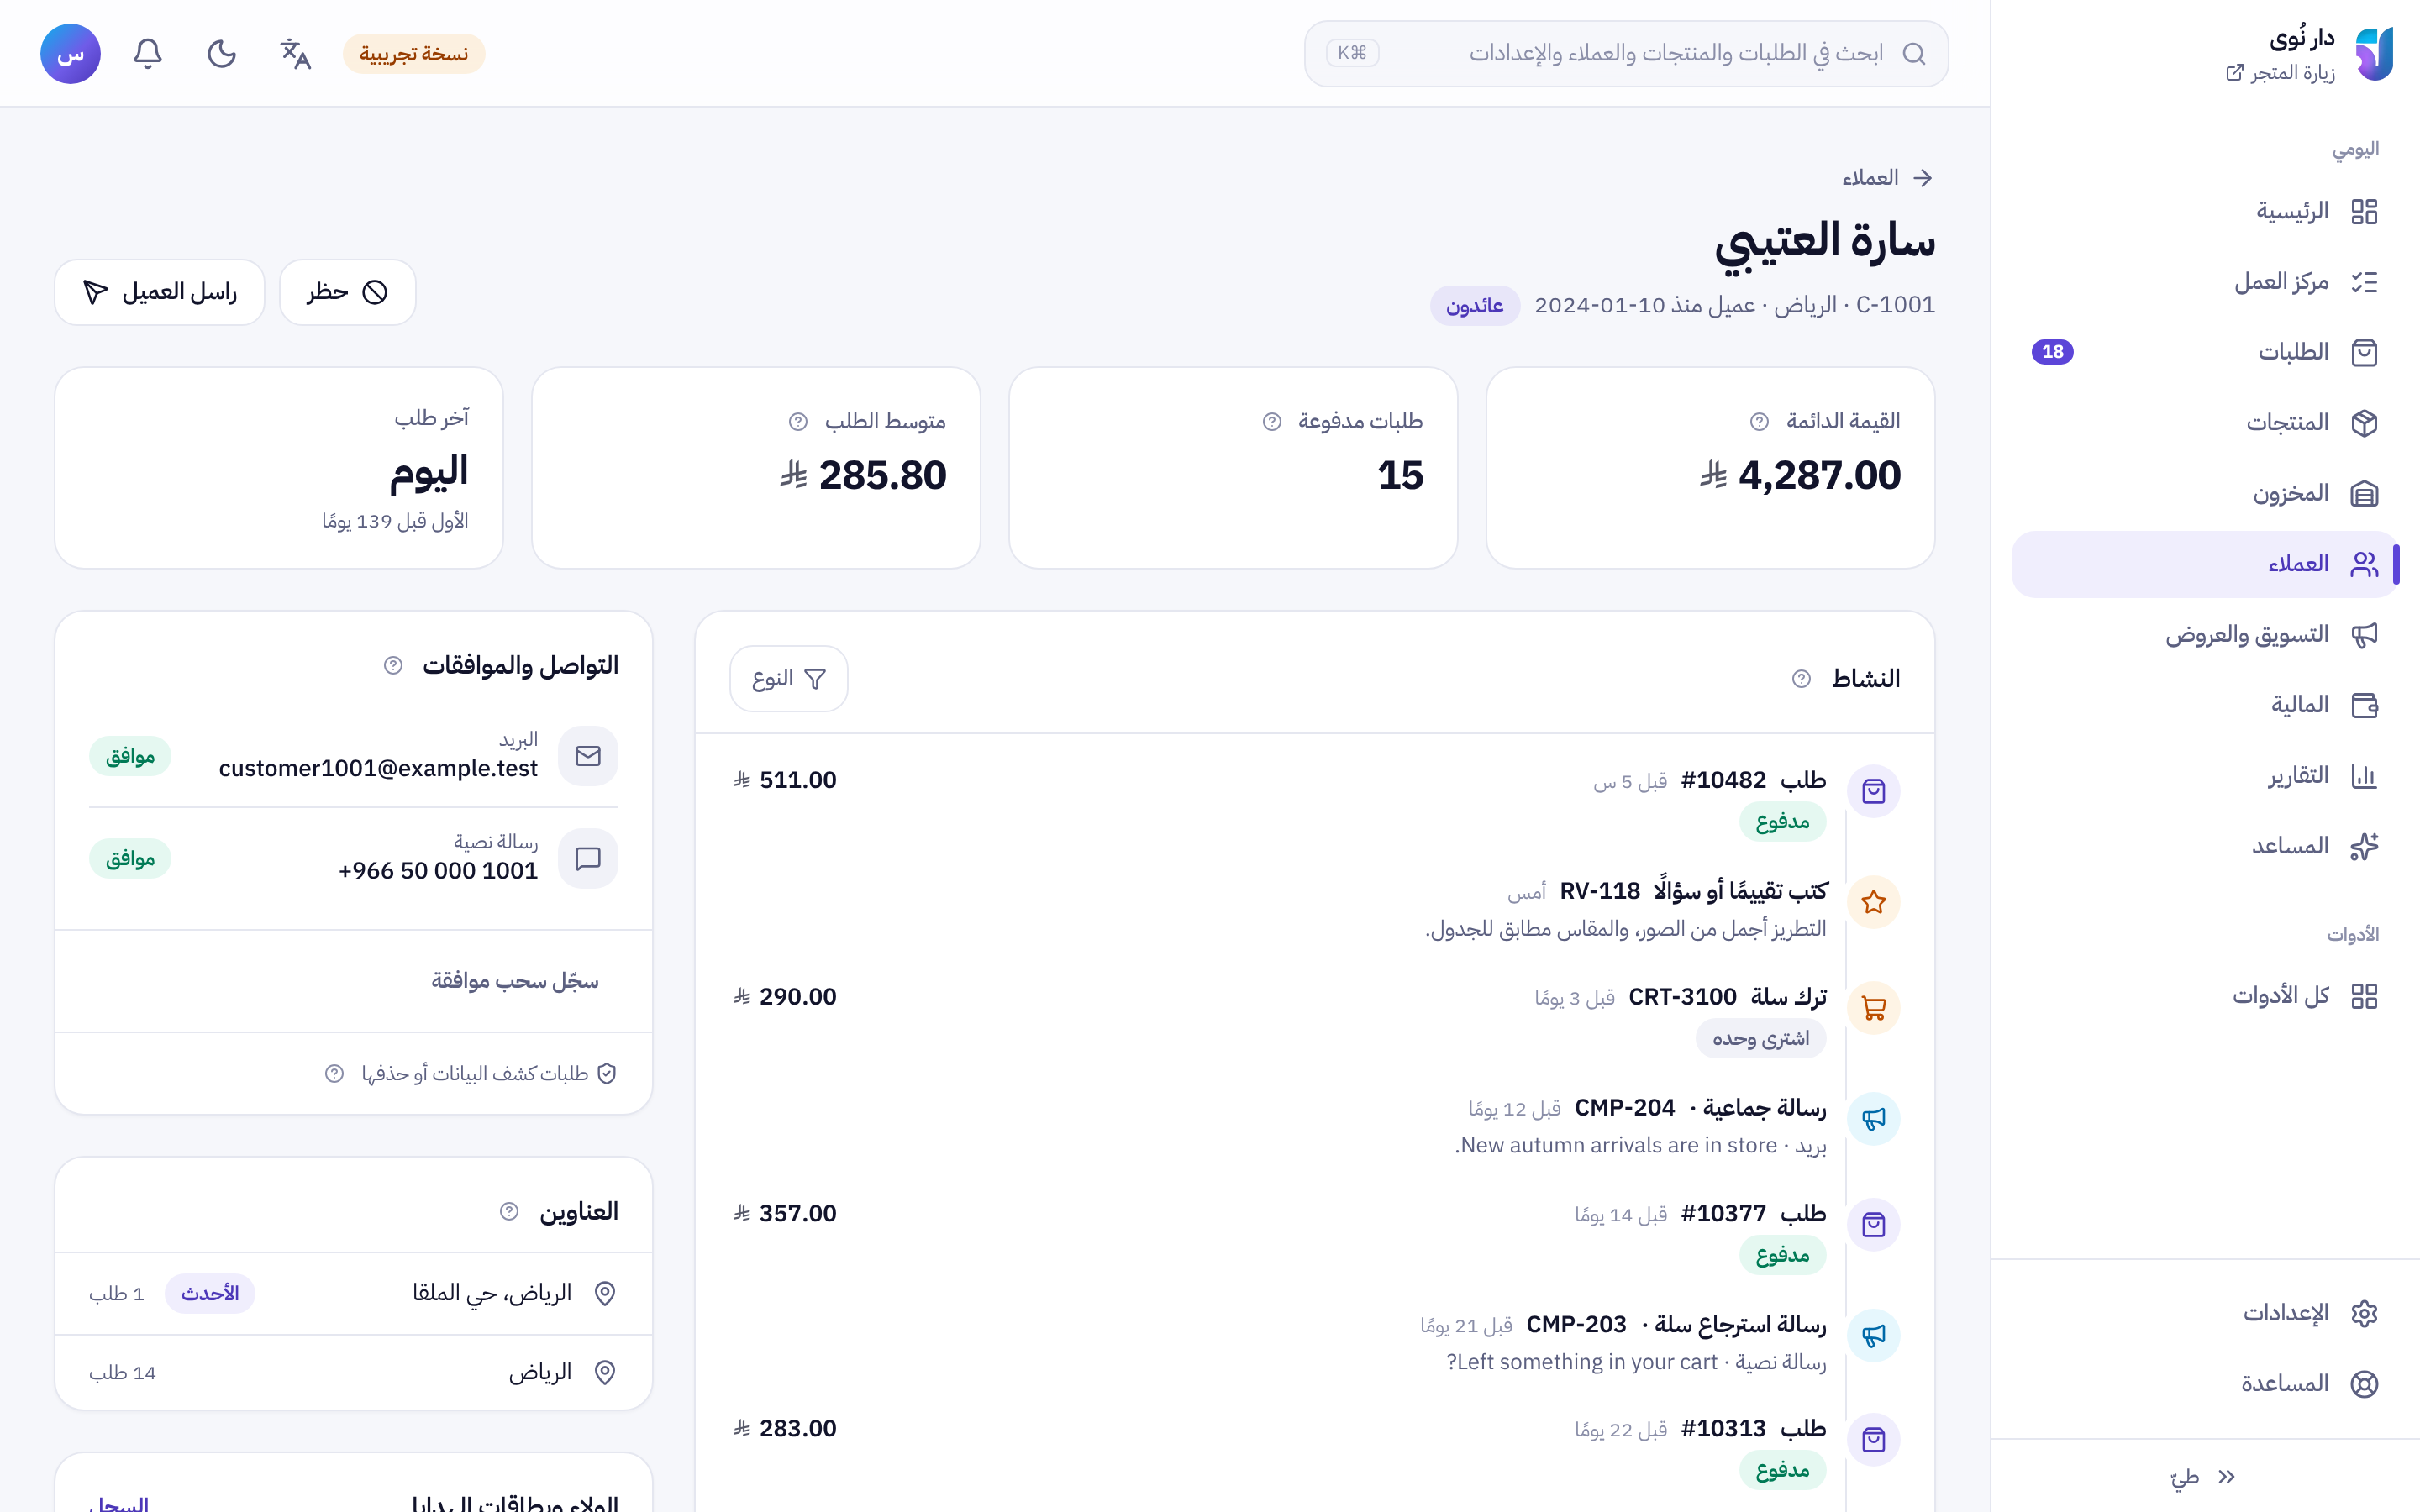 دار نُوى
زيارة المتجر
اليومي
الرئيسية
مركز العمل
الطلبات
18
المنتجات
المخزون
العملاء
التسويق والعروض
المالية
التقارير
المساعد
الأدوات
كل الأدوات
الإعدادات
المساعدة
طيّ
ابحث في الطلبات والمنتجات والعملاء والإعدادات
⌘K
نسخة تجريبية
س
العملاء
سارة العتيبي
C-1001 · الرياض · عميل منذ 2024-01-10 عائدون
حظر
راسل العميل
القيمة الدائمة
4,287.00
طلبات مدفوعة
15
متوسط الطلب
285.80
آخر طلب
اليوم
الأول قبل 139 يومًا
النشاط
النوع
طلب #10482 قبل 5 س 511.00
مدفوع
كتب تقييمًا أو سؤالًا RV-118 أمس
التطريز أجمل من الصور، والمقاس مطابق للجدول.
ترك سلة CRT-3100 قبل 3 يومًا 290.00
اشترى وحده
رسالة جماعية · CMP-204 قبل 12 يومًا
بريد · New autumn arrivals are in store.
طلب #10377 قبل 14 يومًا 357.00
مدفوع
رسالة استرجاع سلة · CMP-203 قبل 21 يومًا
رسالة نصية · Left something in your cart?
طلب #10313 قبل 22 يومًا 283.00
مدفوع
التواصل والموافقات
البريد
customer1001@example.test
موافق
رسالة نصية
+966 50 000 1001
موافق
سجّل سحب موافقة
طلبات كشف البيانات أو حذفها
العناوين
الرياض، حي الملقا الأحدث 1 طلب
الرياض 14 طلب
الولاء وبطاقات الهدايا
السجل